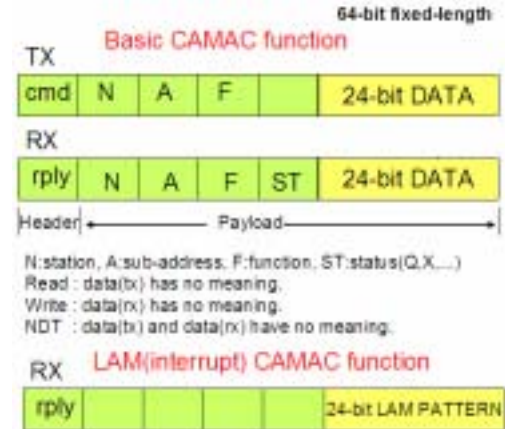 64-bit fixed-length
Basic CAMAC function
TX
cmd N A F 24-bit DATA
RX
rply N A F ST 24-bit DATA
Header Payload
N:station, A:sub-address, F:function, ST:status(Q,X,...)
Read : data(tx) has no meaning.
Write : data(rx) has no meaning.
NDT : data(tx) and data(rx) have no meaning.
LAM(interrupt) CAMAC function
RX
rply 24-bit LAM PATTERN